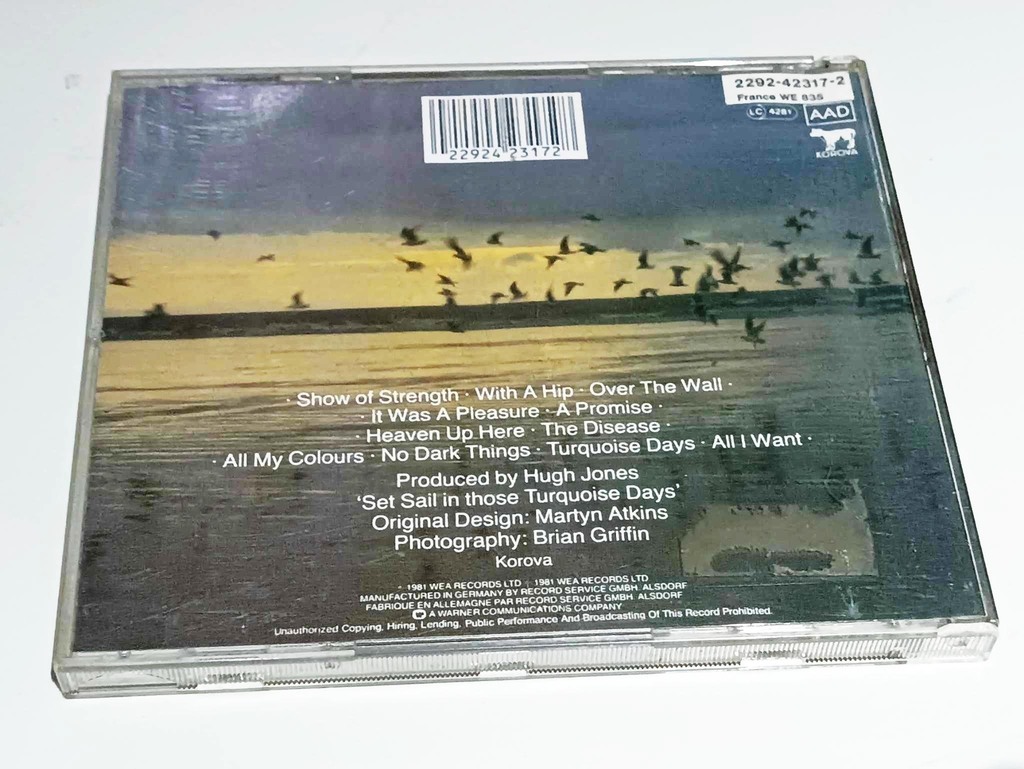 2292-42317-2
France WE 835
LC 4281 AAD
KOROVA
22924 23172
· Show of Strength · With A Hip · Over The Wall ·
· It Was A Pleasure · A Promise ·
· Heaven Up Here · The Disease ·
· All My Colours · No Dark Things · Turquoise Days · All I Want ·
Produced by Hugh Jones
'Set Sail in those Turquoise Days'
Original Design: Martyn Atkins
Photography: Brian Griffin
Korova
1981 WEA RECORDS LTD 1981 WEA RECORDS LTD
MANUFACTURED IN GERMANY BY RECORD SERVICE GMBH ALSDORF
FABRIQUE EN ALLEMAGNE PAR RECORD SERVICE GMBH ALSDORF
A WARNER COMMUNICATIONS COMPANY
Unauthorized Copying, Hiring, Lending, Public Performance And Broadcasting Of This Record Prohibited.